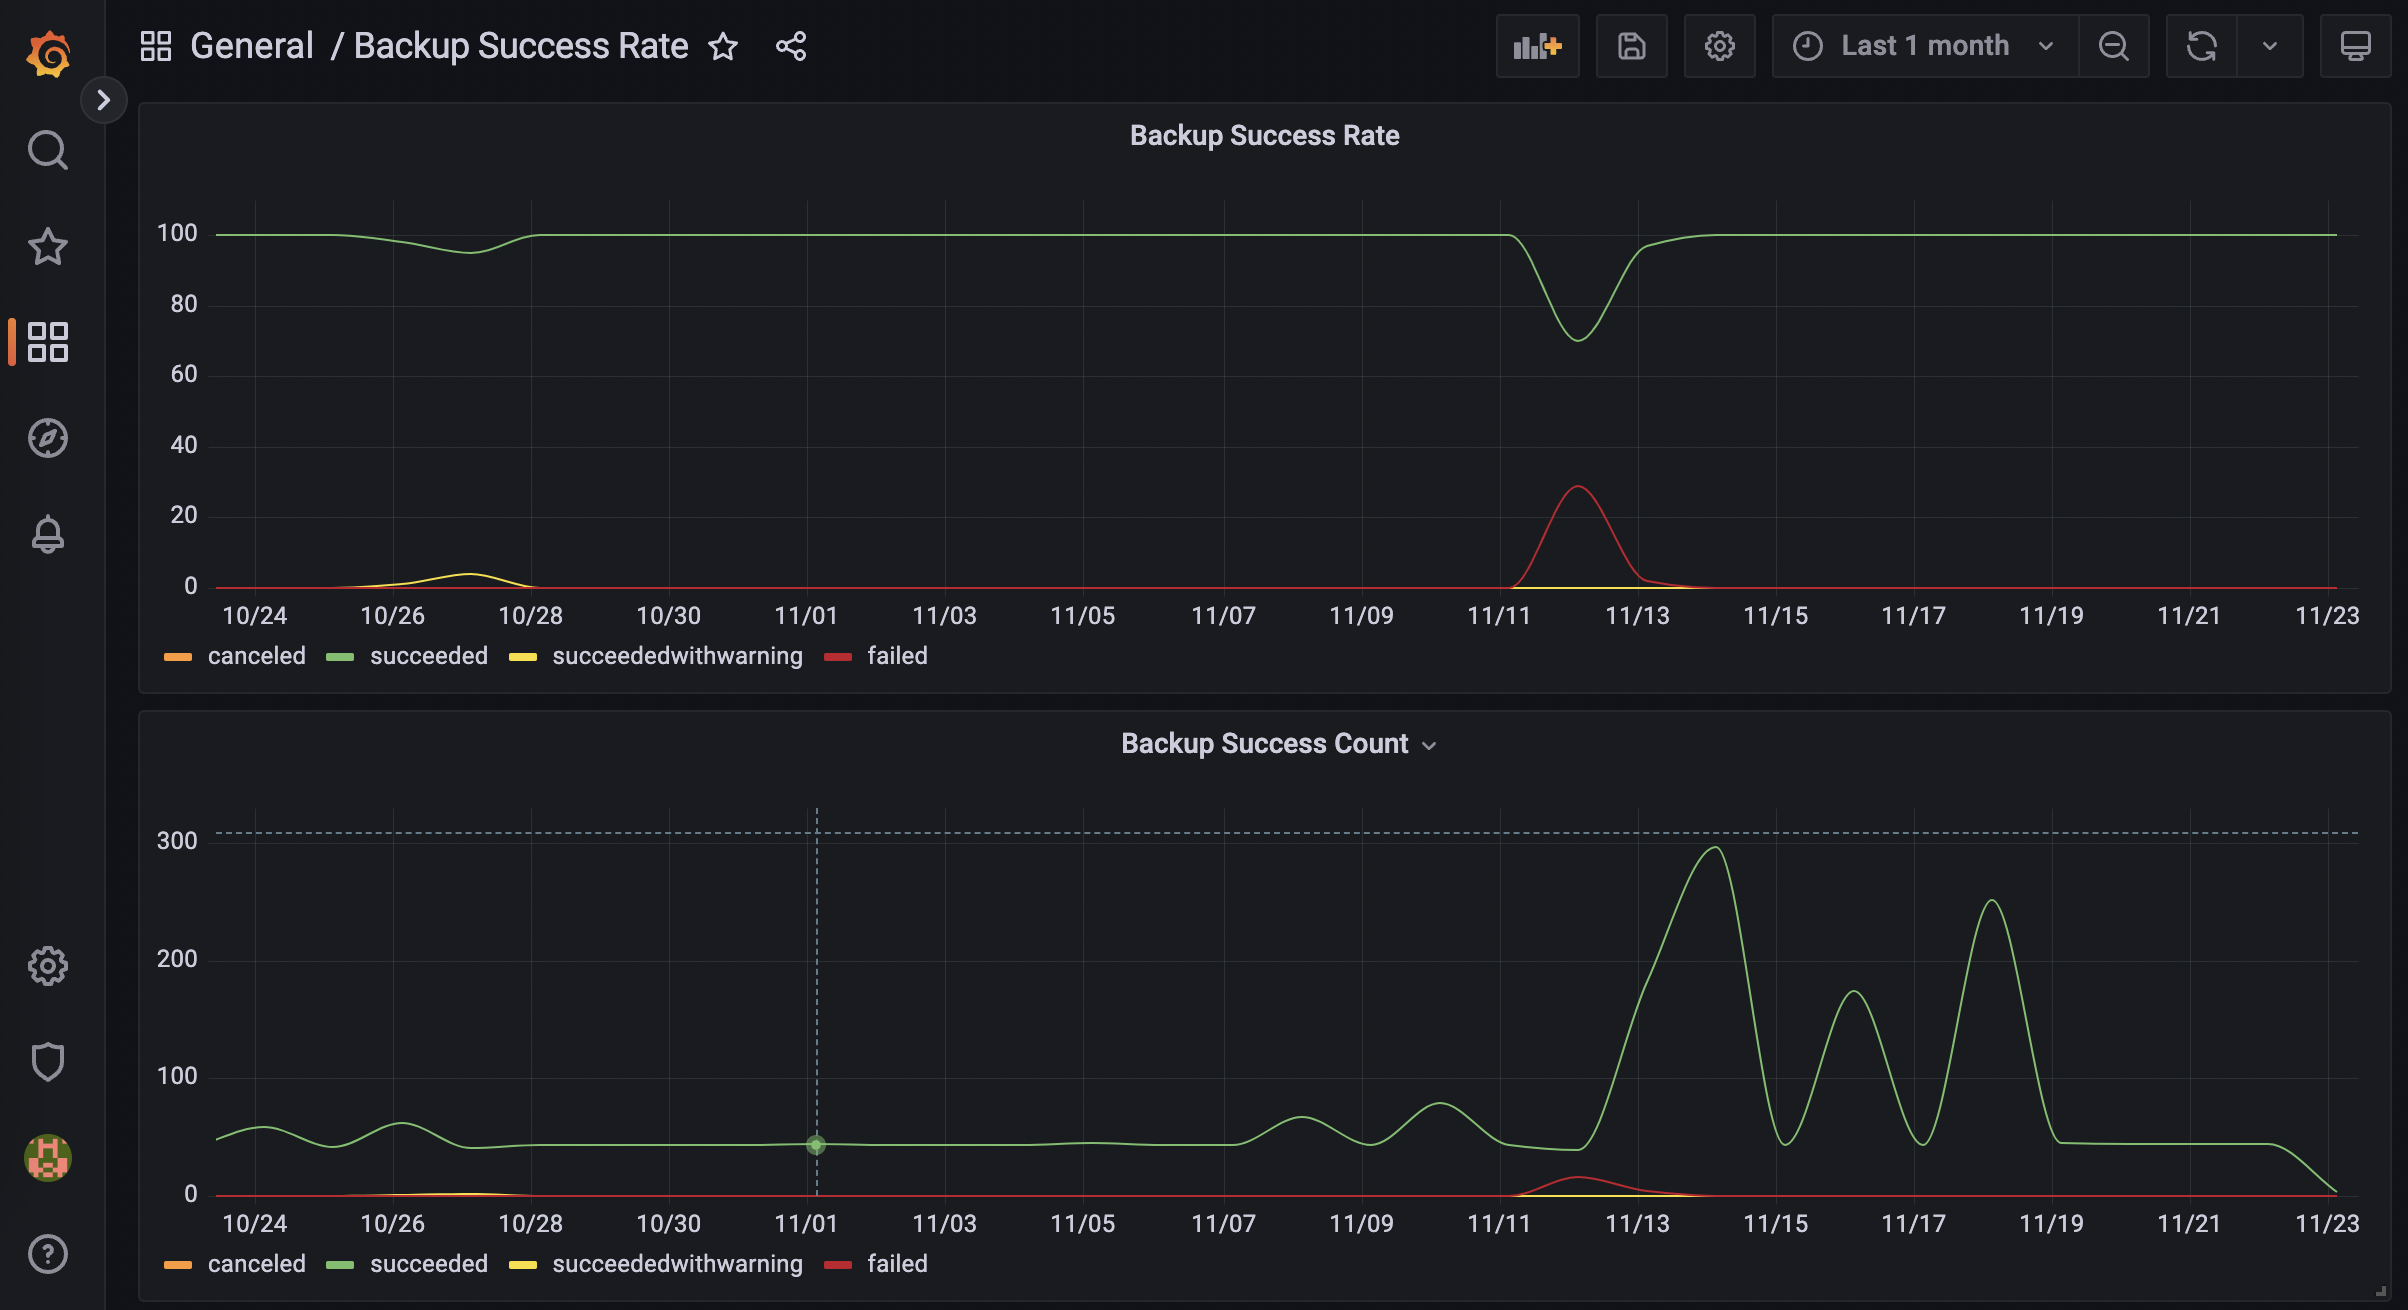 General / Backup Success Rate
Last 1 month
Backup Success Rate
100
80
60
40
20
0
10/24 10/26 10/28 10/30 11/01 11/03 11/05 11/07 11/09 11/11 11/13 11/15 11/17 11/19 11/21 11/23
canceled succeeded succeededwithwarning failed
Backup Success Count
300
200
100
0
10/24 10/26 10/28 10/30 11/01 11/03 11/05 11/07 11/09 11/11 11/13 11/15 11/17 11/19 11/21 11/23
canceled succeeded succeededwithwarning failed